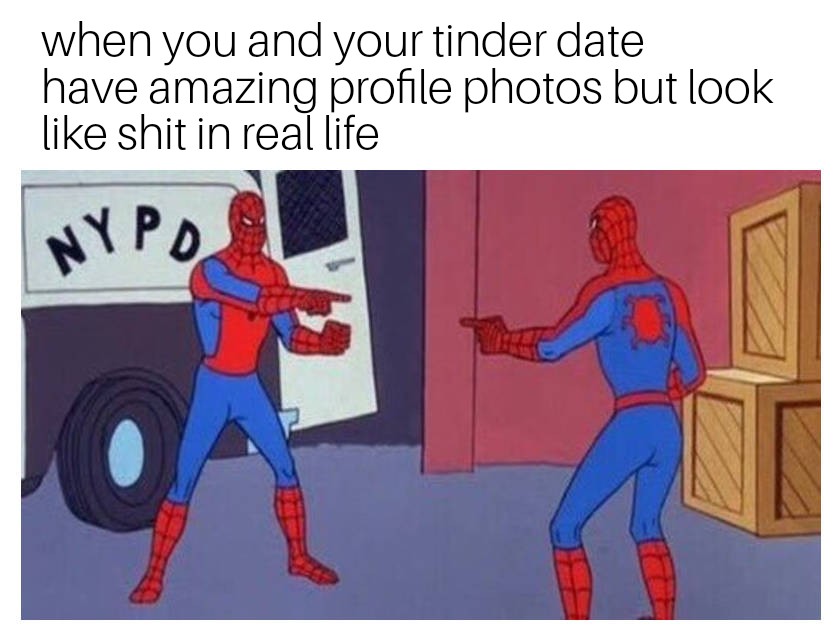 when you and your tinder date
have amazing profile photos but look
like shit in real life
NYPD